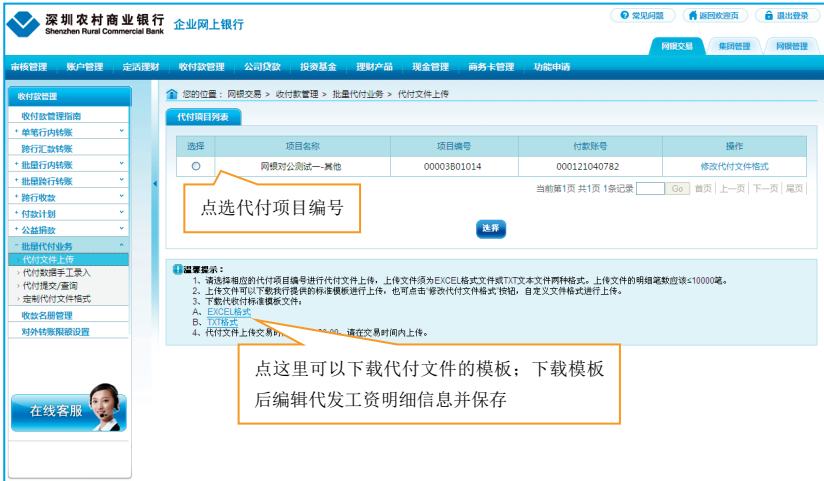 深圳农村商业银行 企业网上银行
Shenzhen Rural Commercial Bank
常见问题 返回欢迎页 退出登录
网银交易 集团管理 网银管理
审核管理 账户管理 定活理财 收付款管理 公司贷款 投资基金 理财产品 现金管理 商务卡管理 功能申请
收付款管理
收付款管理指南
单笔行内转账
跨行汇款转账
批量行内转账
批量跨行转账
跨行收款
付款计划
公益捐款
批量代付业务
代付文件上传
代付数据手工录入
代付提交/查询
定制代付文件格式
收款名册管理
对外转账限额设置
在线客服
您的位置：网银交易 > 收付款管理 > 批量代付业务 > 代付文件上传
代付项目列表
选择 项目名称 项目编号 付款账号 操作
网银对公测试一-其他 00003B01014 000121040782 修改代付文件格式
当前第1页 共1页 1条记录 Go 首页 上一页 下一页 尾页
点选代付项目编号
选择
温馨提示：
1、请选择相应的代付项目编号进行代付文件上传，上传文件须为EXCEL格式文件或TXT文本文件两种格式。上传文件的明细笔数应该≤10000笔。
2、上传文件可以下载我行提供的标准模板进行上传，也可点击'修改代付文件格式'按钮，自定义文件格式进行上传。
3、下载代收付标准模板文件：
A、EXCEL格式
B、TXT格式
4、代付文件上传交易时 请在交易时间内上传。
点这里可以下载代付文件的模板；下载模板
后编辑代发工资明细信息并保存